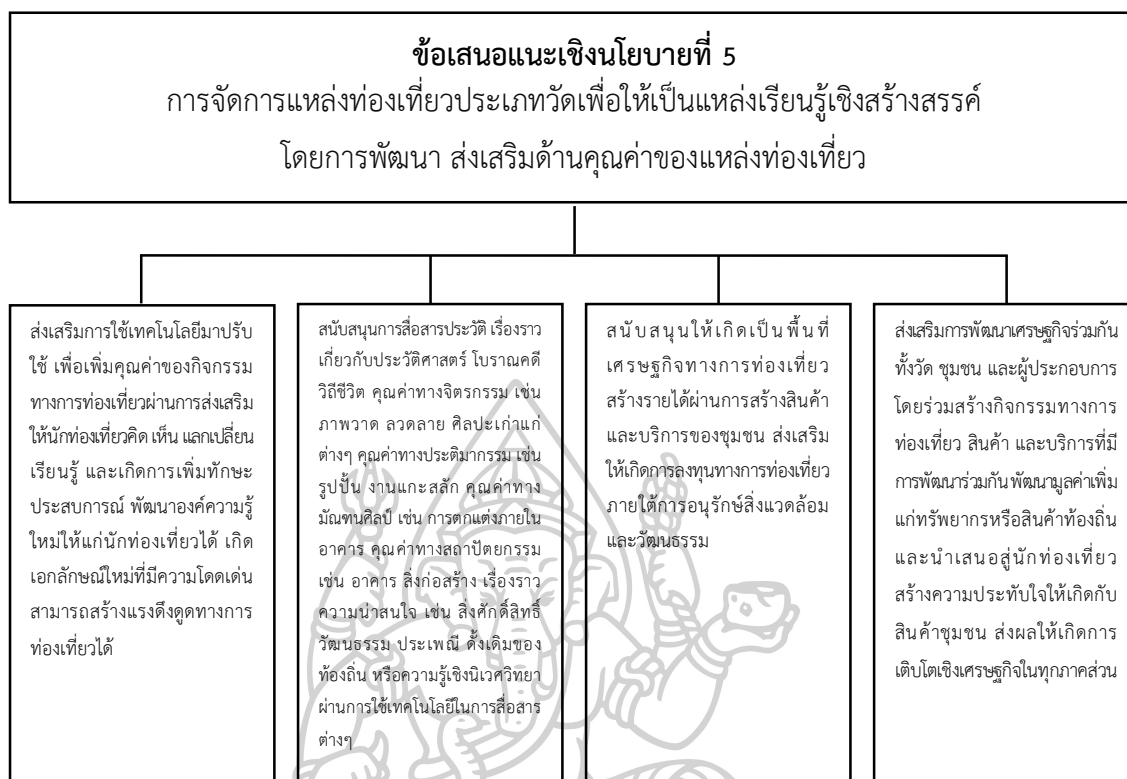 ข้อเสนอแนะเชิงนโยบายที่ 5
การจัดการแหล่งท่องเที่ยวประเภทวัดเพื่อให้เป็นแหล่งเรียนรู้เชิงสร้างสรรค์
โดยการพัฒนา ส่งเสริมด้านคุณค่าของแหล่งท่องเที่ยว
ส่งเสริมการใช้เทคโนโลยีมาปรับ
ใช้ เพื่อเพิ่มคุณค่าของกิจกรรม
ทางการท่องเที่ยวผ่านการส่งเสริม
ให้นักท่องเที่ยวคิด เห็น แลกเปลี่ยน
เรียนรู้ และเกิดการเพิ่มทักษะ
ประสบการณ์ พัฒนาองค์ความรู้
ใหม่ให้แก่นักท่องเที่ยวได้ เกิด
เอกลักษณ์ใหม่ที่มีความโดดเด่น
สามารถสร้างแรงดึงดูดทางการ
ท่องเที่ยวได้
สนับสนุนการสื่อสารประวัติ เรื่องราว
เกี่ยวกับประวัติศาสตร์ โบราณคดี
วิถีชีวิต คุณค่าทางจิตรกรรม เช่น
ภาพวาด ลวดลาย ศิลปะเก่าแก่
ต่างๆ คุณค่าทางประติมากรรม เช่น
รูปปั้น งานแกะสลัก คุณค่าทาง
มัณฑนศิลป์ เช่น การตกแต่งภายใน
อาคาร คุณค่าทางสถาปัตยกรรม
เช่น อาคาร สิ่งก่อสร้าง เรื่องราว
ความน่าสนใจ เช่น สิ่งศักดิ์สิทธิ์
วัฒนธรรม ประเพณี ดั้งเดิมของ
ท้องถิ่น หรือความรู้เชิงนิเวศวิทยา
ผ่านการใช้เทคโนโลยีในการสื่อสาร
ต่างๆ
สนับสนุนให้เกิดเป็นพื้นที่
เศรษฐกิจทางการท่องเที่ยว
สร้างรายได้ผ่านการสร้างสินค้า
และบริการของชุมชน ส่งเสริม
ให้เกิดการลงทุนทางการท่องเที่ยว
ภายใต้การอนุรักษ์สิ่งแวดล้อม
และวัฒนธรรม
ส่งเสริมการพัฒนาเศรษฐกิจร่วมกัน
ทั้งวัด ชุมชน และผู้ประกอบการ
โดยร่วมสร้างกิจกรรมทางการ
ท่องเที่ยว สินค้า และบริการที่มี
การพัฒนาร่วมกัน พัฒนามูลค่าเพิ่ม
แก่ทรัพยากรหรือสินค้าท้องถิ่น
และนำเสนอสู่นักท่องเที่ยว
สร้างความประทับใจให้เกิดกับ
สินค้าชุมชน ส่งผลให้เกิดการ
เติบโตเชิงเศรษฐกิจในทุกภาคส่วน